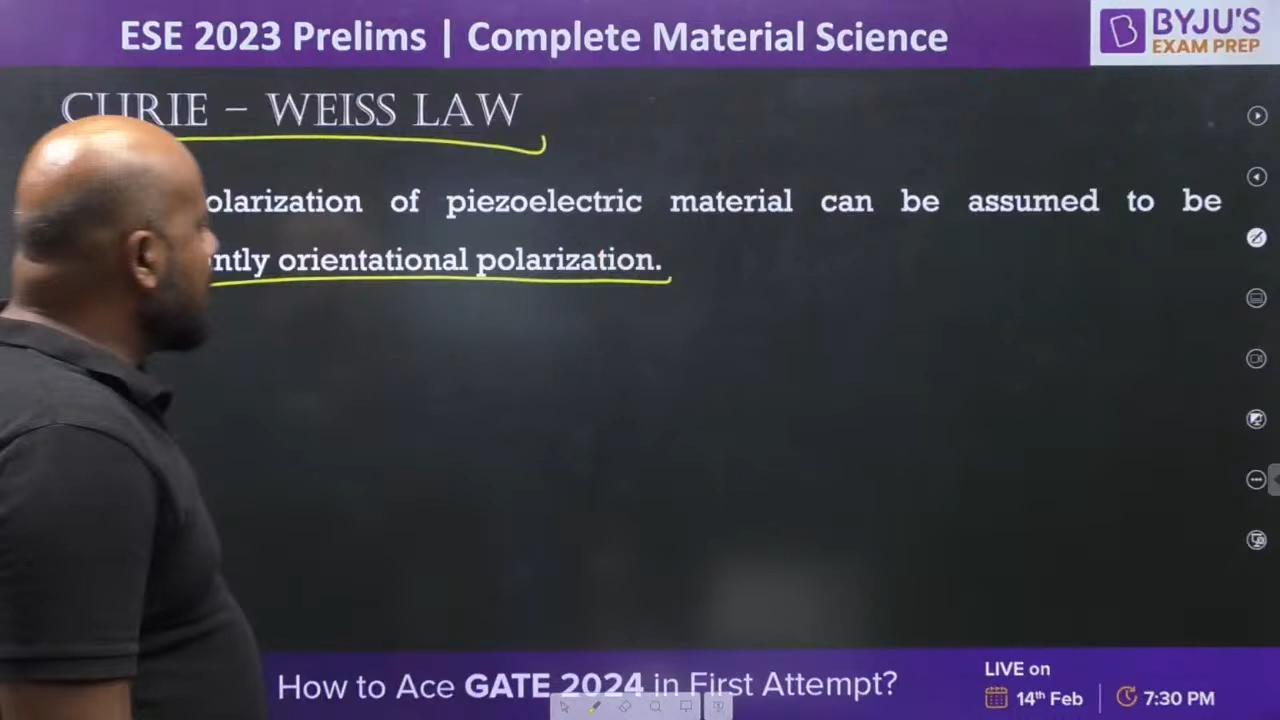 ESE 2023 Prelims | Complete Material Science
BYJU'S
EXAM PREP
CURIE – WEISS LAW
olarization of piezoelectric material can be assumed to be
ntly orientational polarization.
How to Ace GATE 2024 in First Attempt?
LIVE on
14th Feb | 7:30 PM